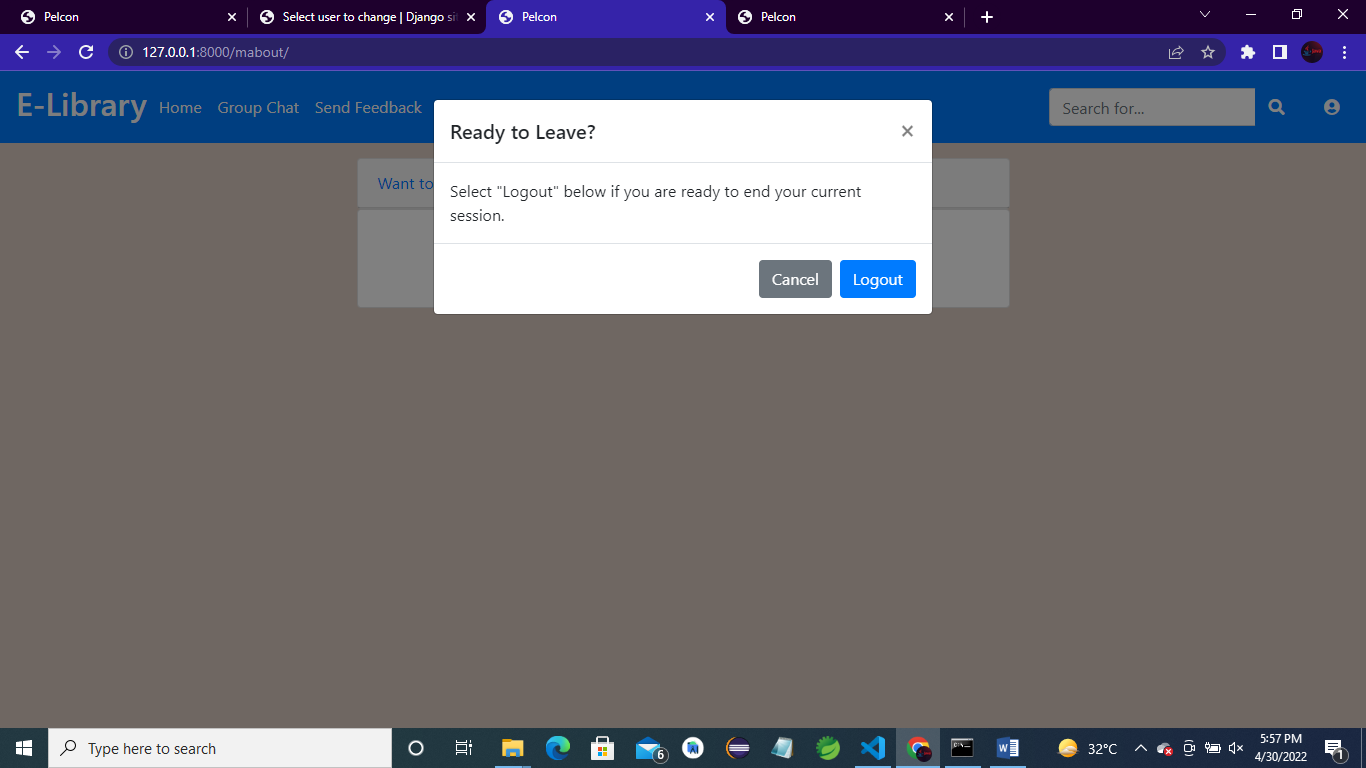 Pelcon
Select user to change | Django si
Pelcon
Pelcon
127.0.0.1:8000/mabout/
E-Library Home Group Chat Send Feedback
Search for...
Ready to Leave? ×
Want to
Select "Logout" below if you are ready to end your current
session.
Cancel Logout
Type here to search
6
32°C
5:57 PM
4/30/2022
1